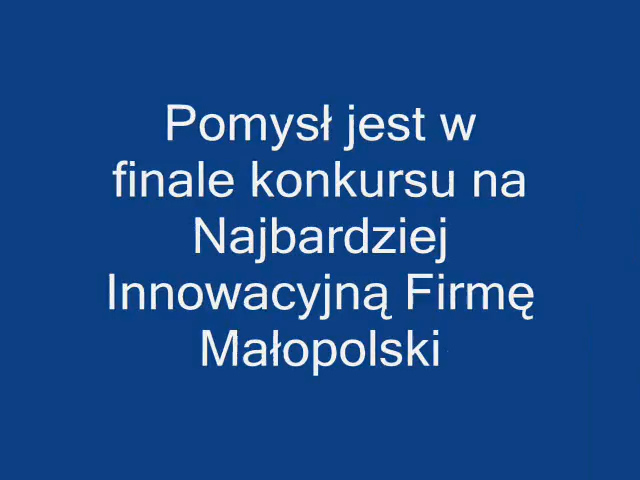 Pomysł jest w
finale konkursu na
Najbardziej
Innowacyjną Firmę
Małopolski